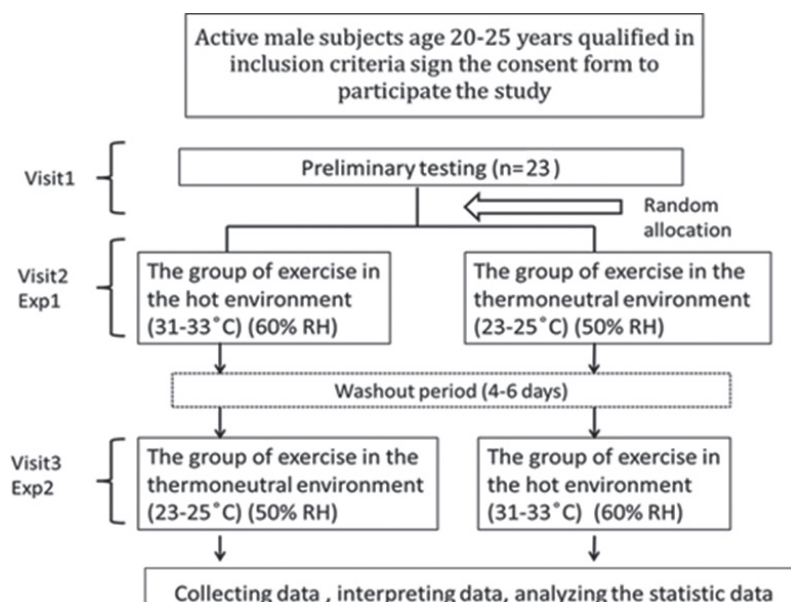 Active male subjects age 20-25 years qualified in
inclusion criteria sign the consent form to
participate the study
Visit1
Preliminary testing (n=23 )
Random
allocation
Visit2
Exp1
The group of exercise in
the hot environment
(31-33˚C) (60% RH)
The group of exercise in the
thermoneutral environment
(23-25˚C) (50% RH)
Washout period (4-6 days)
Visit3
Exp2
The group of exercise in the
thermoneutral environment
(23-25˚C) (50% RH)
The group of exercise in
the hot environment
(31-33˚C)  (60% RH)
Collecting data , interpreting data, analyzing the statistic data